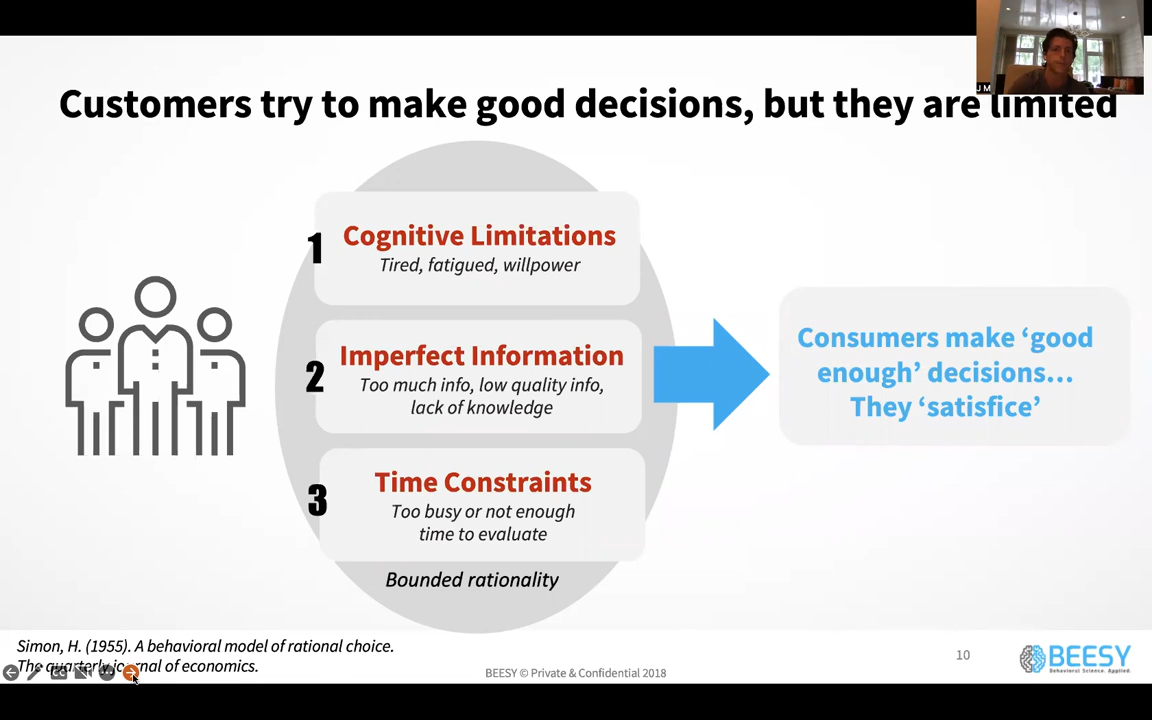 J M
Customers try to make good decisions, but they are limited
1
Cognitive Limitations
Tired, fatigued, willpower
2
Imperfect Information
Too much info, low quality info,
lack of knowledge
3
Time Constraints
Too busy or not enough
time to evaluate
Bounded rationality
Consumers make ‘good
enough’ decisions...
They ‘satisfice’
Simon, H. (1955). A behavioral model of rational choice.
The quarterly journal of economics.
CC
BEESY © Private & Confidential 2018
10
BEESY
Behavioral Science. Applied.